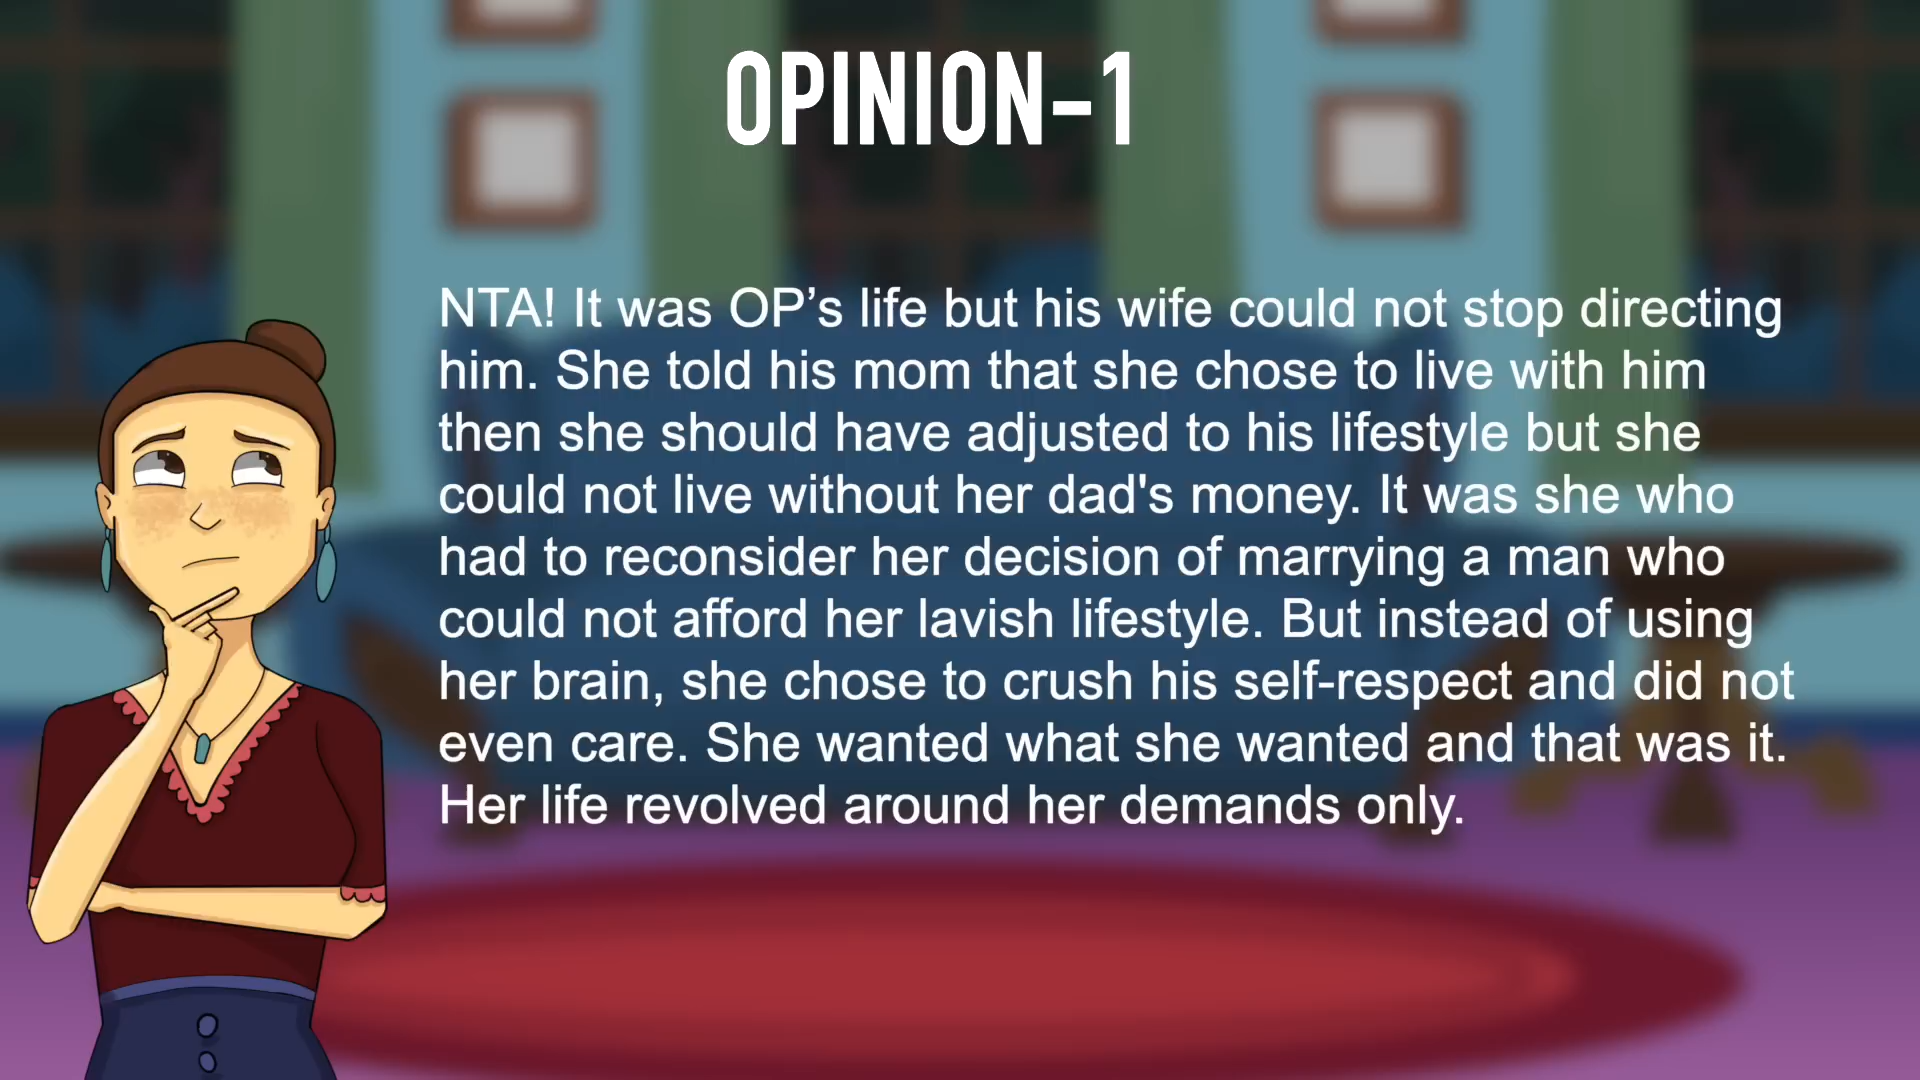 OPINION-1
NTA! It was OP’s life but his wife could not stop directing
him. She told his mom that she chose to live with him
then she should have adjusted to his lifestyle but she
could not live without her dad's money. It was she who
had to reconsider her decision of marrying a man who
could not afford her lavish lifestyle. But instead of using
her brain, she chose to crush his self-respect and did not
even care. She wanted what she wanted and that was it.
Her life revolved around her demands only.